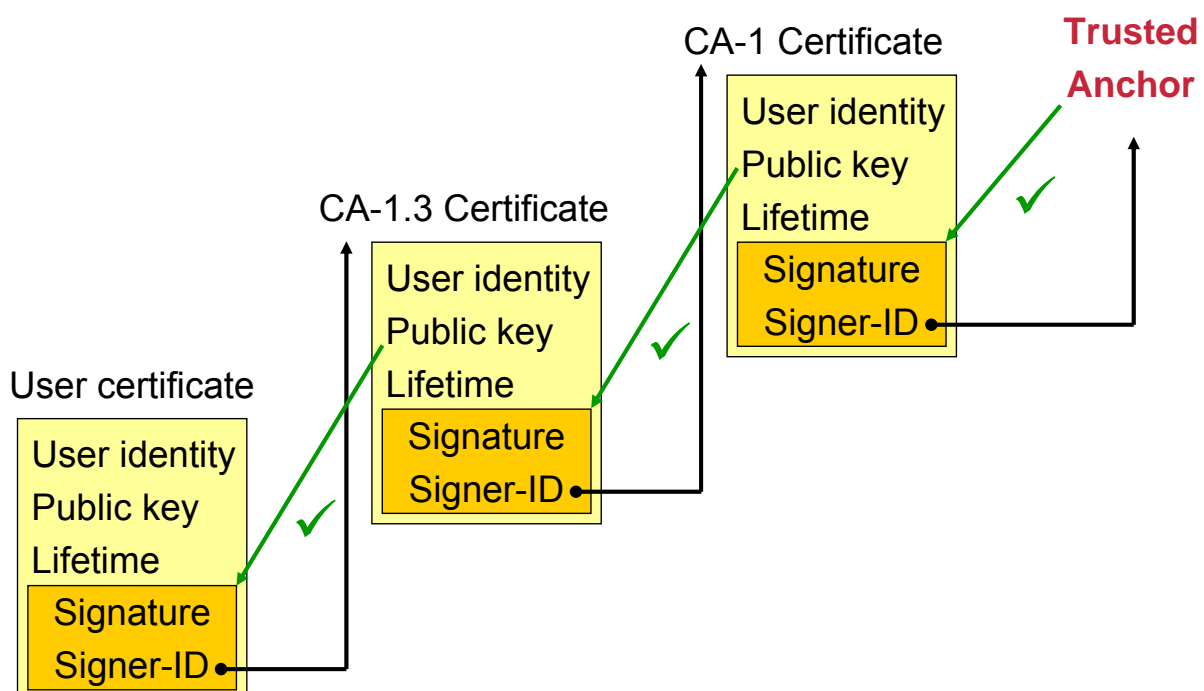 CA-1 Certificate
Trusted
Anchor
User identity
Public key
Lifetime
Signature
Signer-ID
CA-1.3 Certificate
User identity
Public key
Lifetime
Signature
Signer-ID
User certificate
User identity
Public key
Lifetime
Signature
Signer-ID